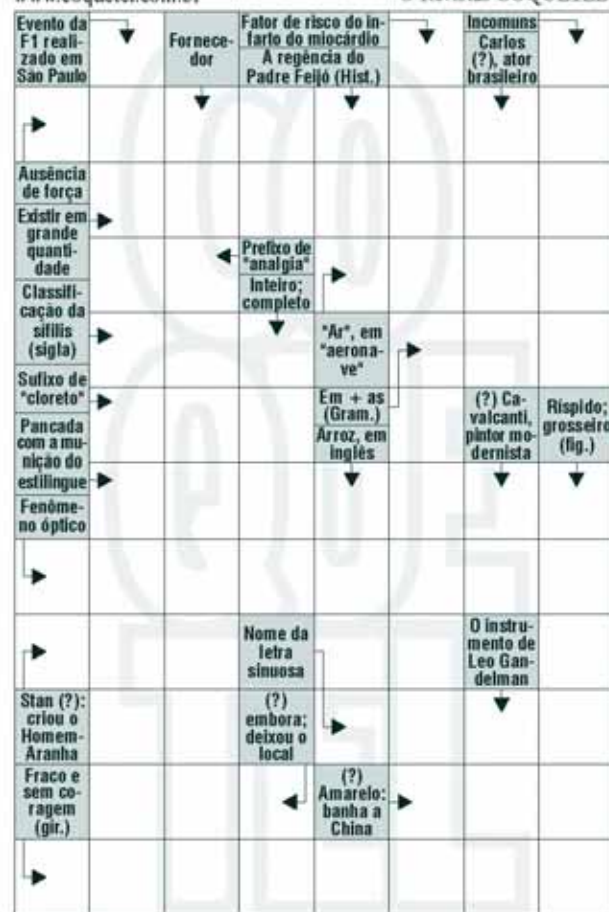 Evento da
F1 reali-
zado em
São Paulo
Fornece-
dor
Fator de risco do in-
farto do miocárdio
A regência do
Padre Feijó (Hist.)
Incomuns
Carlos
(?), ator
brasileiro
Ausência
de força
Existir em
grande
quanti-
dade
Prefixo de
"analgia"
Inteiro;
completo
Classifi-
cação da
sífilis
(sigla)
"Ar", em
"aerona-
ve"
Sufixo de
"cloreto"
Em + as
(Gram.)
Arroz, em
inglês
(?) Ca-
valcanti,
pintor mo-
dernista
Ríspido;
grosseiro
(fig.)
Pancada
com a mu-
nição do
estilingue
Fenôme-
no óptico
Nome da
letra
sinuosa
O instru-
mento de
Leo Gan-
delman
Stan (?):
criou o
Homem-
Aranha
(?)
embora;
deixou o
local
Fraco e
sem co-
ragem
(gír.)
(?)
Amarelo:
banha a
China